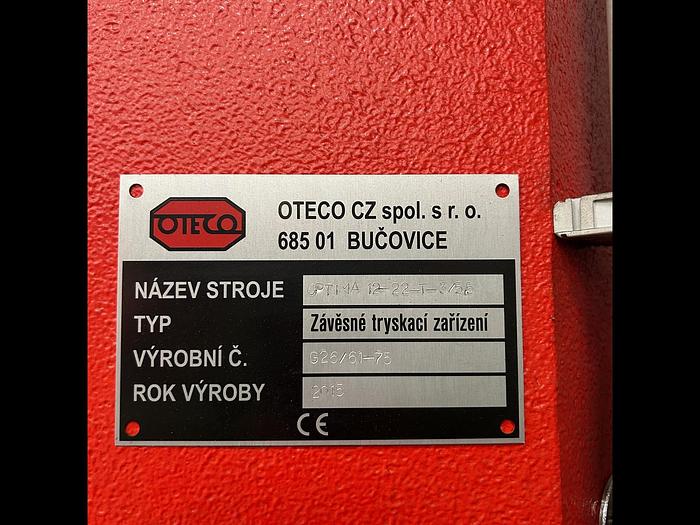 OTECO
OTECO CZ spol. s r. o.
685 01 BUČOVICE
NÁZEV STROJE OPTIMA 12-22-1-3/58
TYP Závěsné tryskací zařízení
VÝROBNÍ Č. G26/61-75
ROK VÝROBY 2015
CE